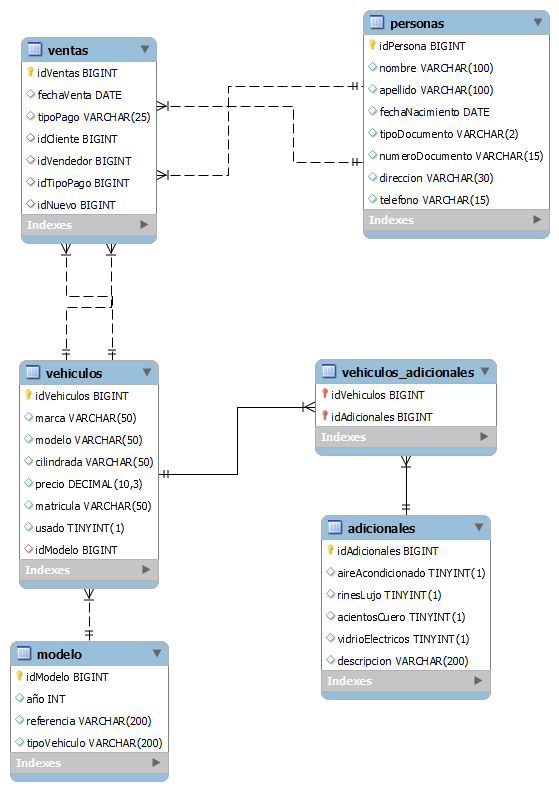 ventas
idVentas BIGINT
fechaVenta DATE
tipoPago VARCHAR(25)
idCliente BIGINT
idVendedor BIGINT
idTipoPago BIGINT
idNuevo BIGINT
Indexes
personas
idPersona BIGINT
nombre VARCHAR(100)
apellido VARCHAR(100)
fechaNacimiento DATE
tipoDocumento VARCHAR(2)
numeroDocumento VARCHAR(15)
direccion VARCHAR(30)
telefono VARCHAR(15)
Indexes
vehiculos
idVehiculos BIGINT
marca VARCHAR(50)
modelo VARCHAR(50)
cilindrada VARCHAR(50)
precio DECIMAL(10,3)
matricula VARCHAR(50)
usado TINYINT(1)
idModelo BIGINT
Indexes
vehiculos_adicionales
idVehiculos BIGINT
idAdicionales BIGINT
Indexes
adicionales
idAdicionales BIGINT
aireAcondicionado TINYINT(1)
rinesLujo TINYINT(1)
acientosCuero TINYINT(1)
vidrioElectricos TINYINT(1)
descripcion VARCHAR(200)
Indexes
modelo
idModelo BIGINT
año INT
referencia VARCHAR(200)
tipoVehiculo VARCHAR(200)
Indexes